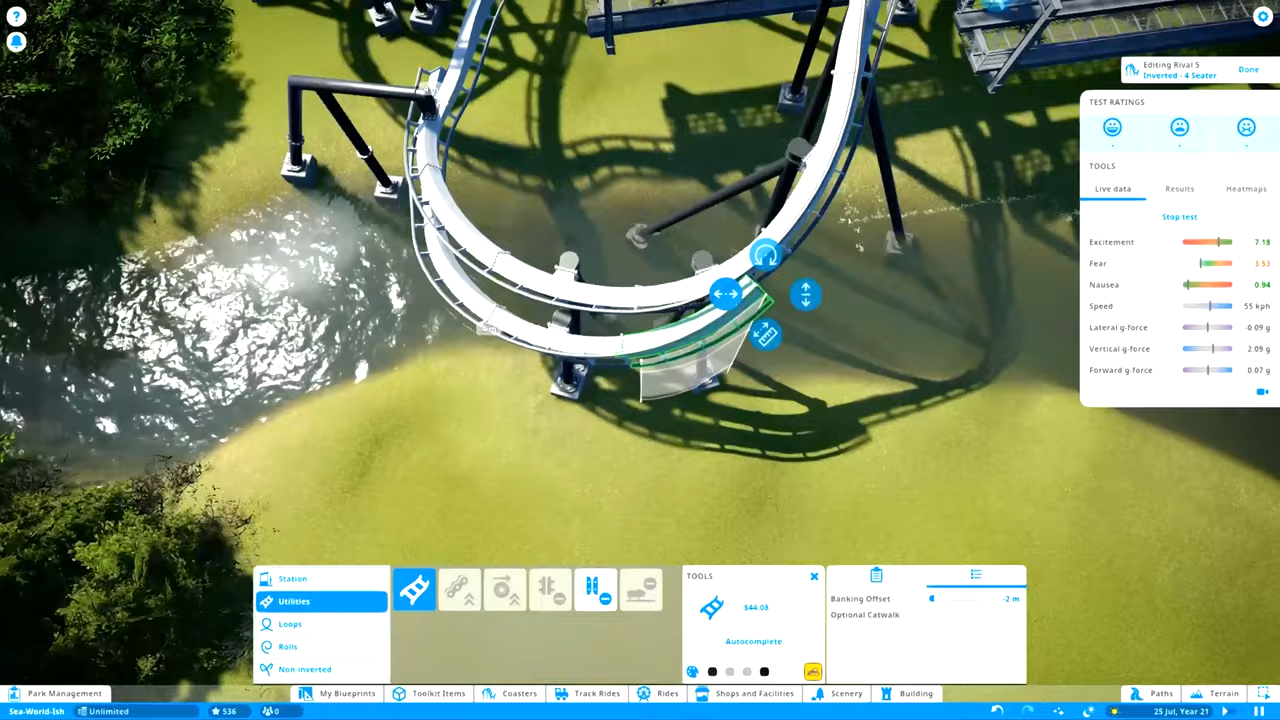 ?
Editing Rival 5
Inverted - 4 Seater
Done
TEST RATINGS
- - -
TOOLS
Live data Results Heatmaps
Stop test
Excitement 7.18
Fear 3.53
Nausea 0.94
Speed 55 kph
Lateral g-force -0.09 g
Vertical g-force 2.09 g
Forward g-force 0.07 g
Station
Utilities
Loops
Rolls
Non-inverted
TOOLS
$44.08
Autocomplete
Banking Offset -2 m
Optional Catwalk
Park Management My Blueprints Toolkit Items Coasters Track Rides Rides Shops and Facilities Scenery Building Paths Terrain
Sea-World-Ish Unlimited 536 0 25 Jul, Year 21